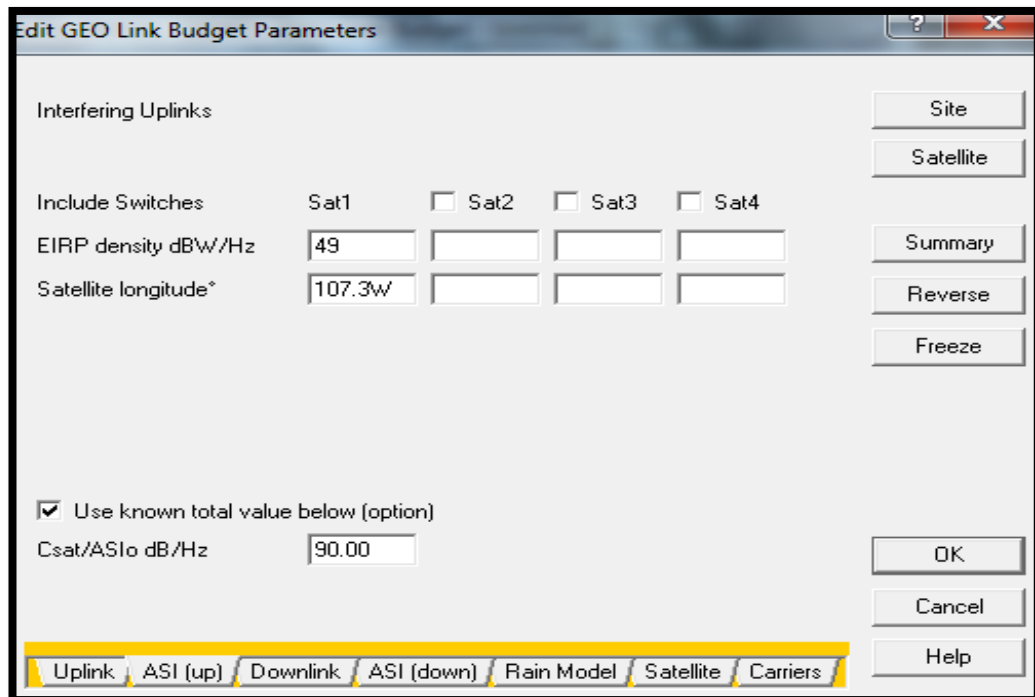 Edit GEO Link Budget Parameters
? X
Interfering Uplinks
Site
Satellite
Include Switches Sat1 Sat2 Sat3 Sat4
EIRP density dBW/Hz 49
Summary
Satellite longitude° 107.3W
Reverse
Freeze
Use known total value below (option)
Csat/ASIo dB/Hz 90.00
OK
Cancel
Help
Uplink ASI (up) Downlink ASI (down) Rain Model Satellite Carriers